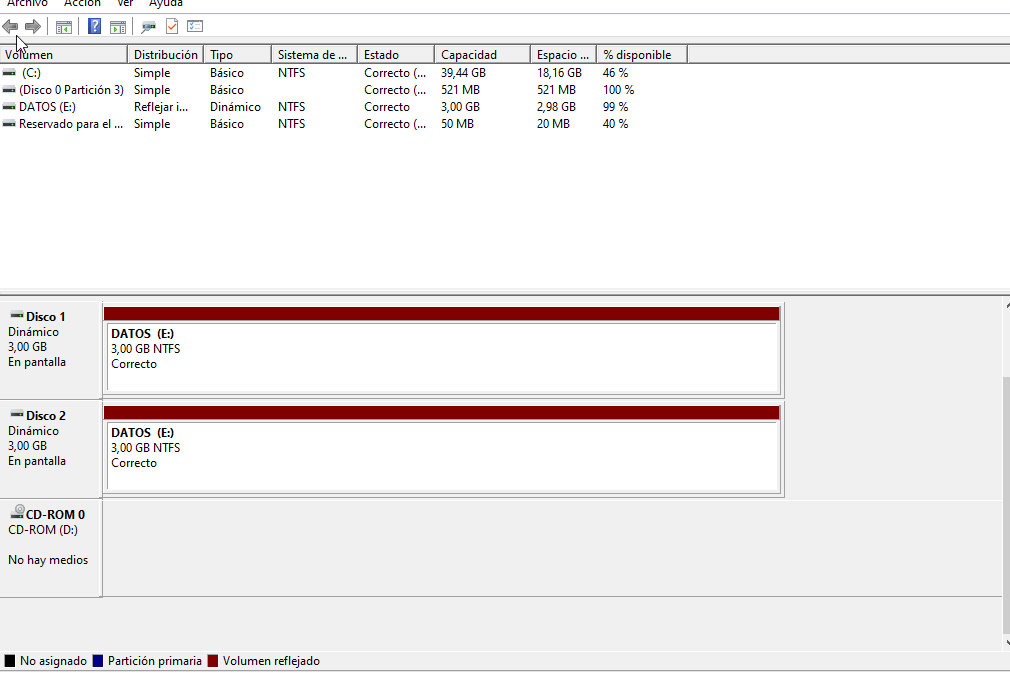 Archivo Acción Ver Ayuda
Volumen Distribución Tipo Sistema de ... Estado Capacidad Espacio ... % disponible
(C:) Simple Básico NTFS Correcto (... 39,44 GB 18,16 GB 46 %
(Disco 0 Partición 3) Simple Básico Correcto (... 521 MB 521 MB 100 %
DATOS (E:) Reflejar i... Dinámico NTFS Correcto 3,00 GB 2,98 GB 99 %
Reservado para el ... Simple Básico NTFS Correcto (... 50 MB 20 MB 40 %
Disco 1
Dinámico
3,00 GB
En pantalla
DATOS (E:)
3,00 GB NTFS
Correcto
Disco 2
Dinámico
3,00 GB
En pantalla
DATOS (E:)
3,00 GB NTFS
Correcto
CD-ROM 0
CD-ROM (D:)
No hay medios
No asignado Partición primaria Volumen reflejado